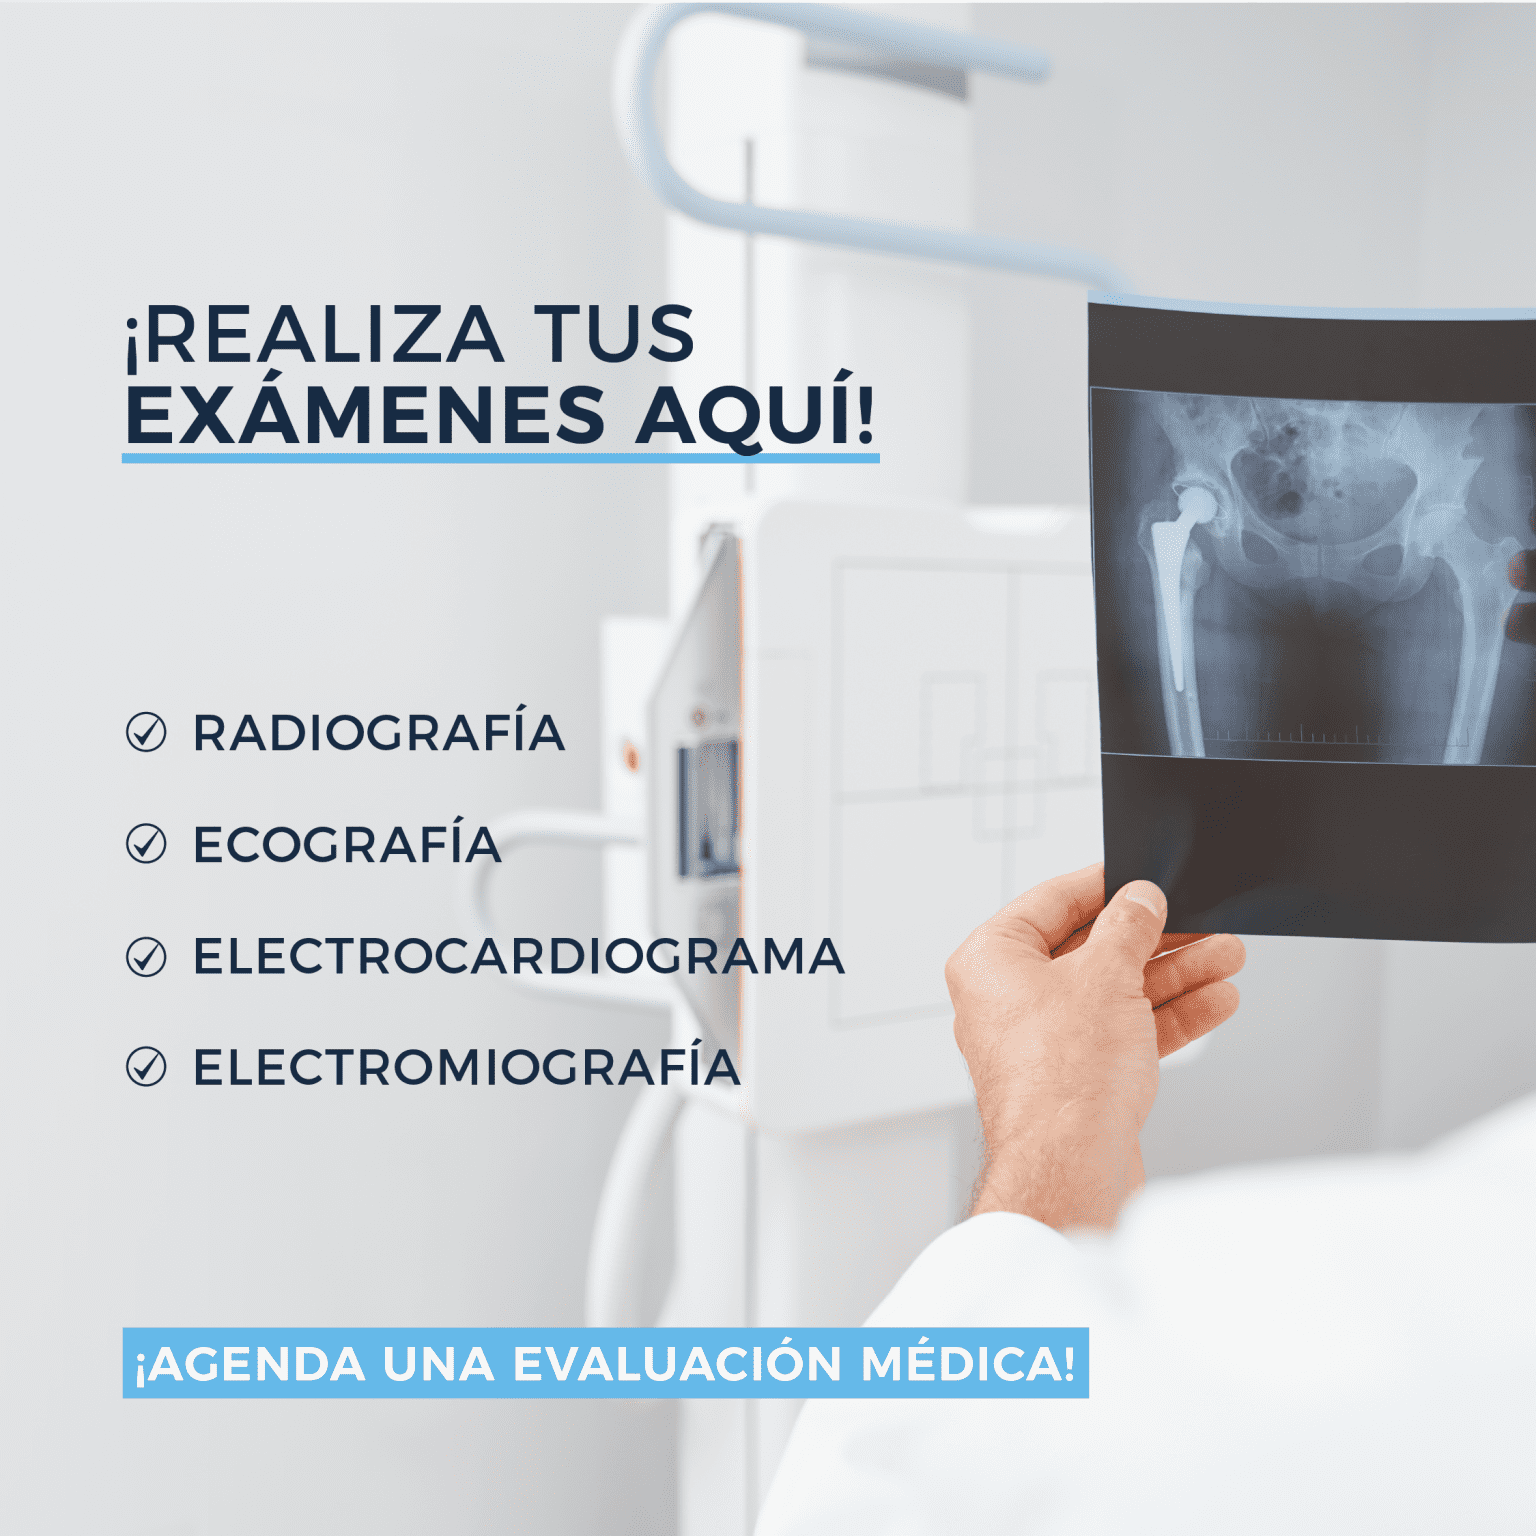 ¡REALIZA TUS
EXÁMENES AQUÍ!
RADIOGRAFÍA
ECOGRAFÍA
ELECTROCARDIOGRAMA
ELECTROMIOGRAFÍA
¡AGENDA UNA EVALUACIÓN MÉDICA!